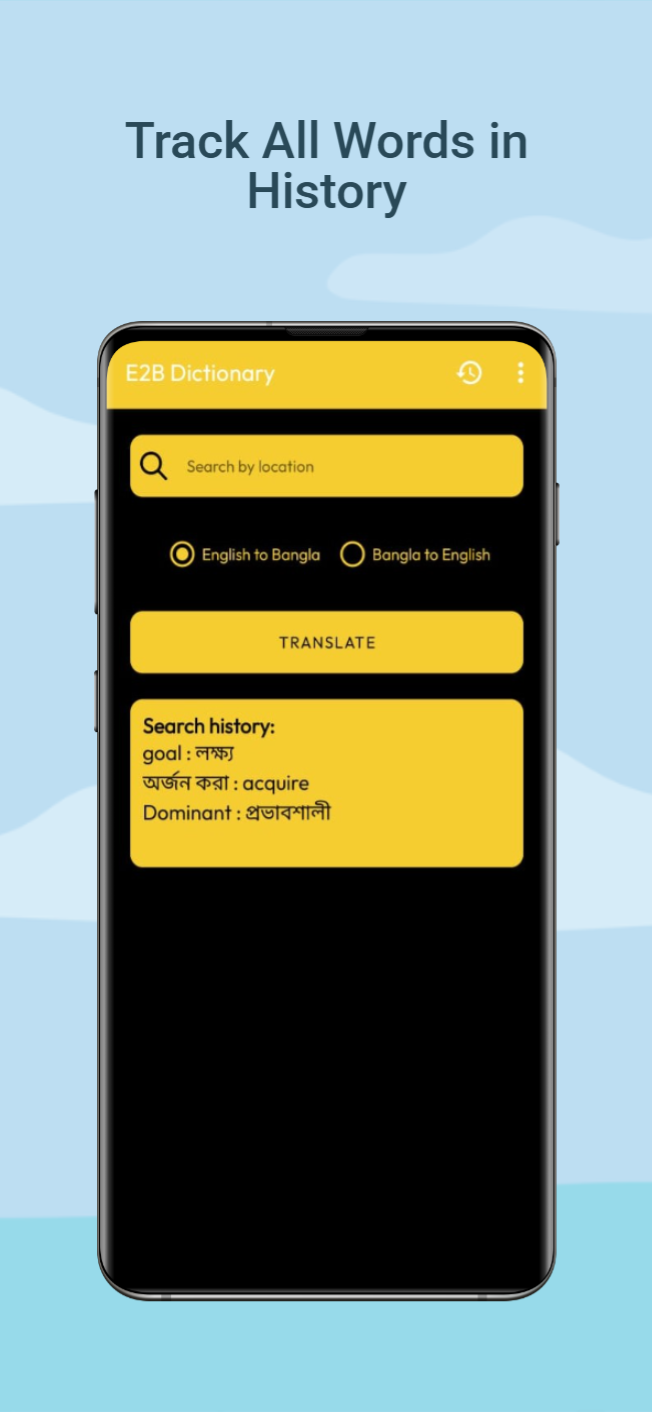 Track All Words in
History
E2B Dictionary
Search by location
English to Bangla
Bangla to English
TRANSLATE
Search history:
goal : লক্ষ্য
অর্জন করা : acquire
Dominant : প্রভাবশালী